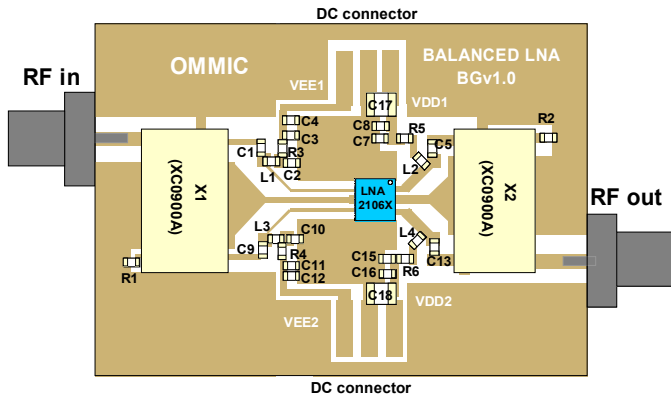 DC connector
RF in
OMMIC
BALANCED LNA
BGv1.0
VEE1
VDD1
C17
C4
C8
C3
C7
R5
R2
C1
R3
C5
L1
C2
L2
X1
(XC0900A)
LNA
2106X
X2
(XC0900A)
RF out
L3
C10
L4
C9
R4
C15
C13
R1
C11
C16
R6
C12
C18
VEE2
VDD2
DC connector